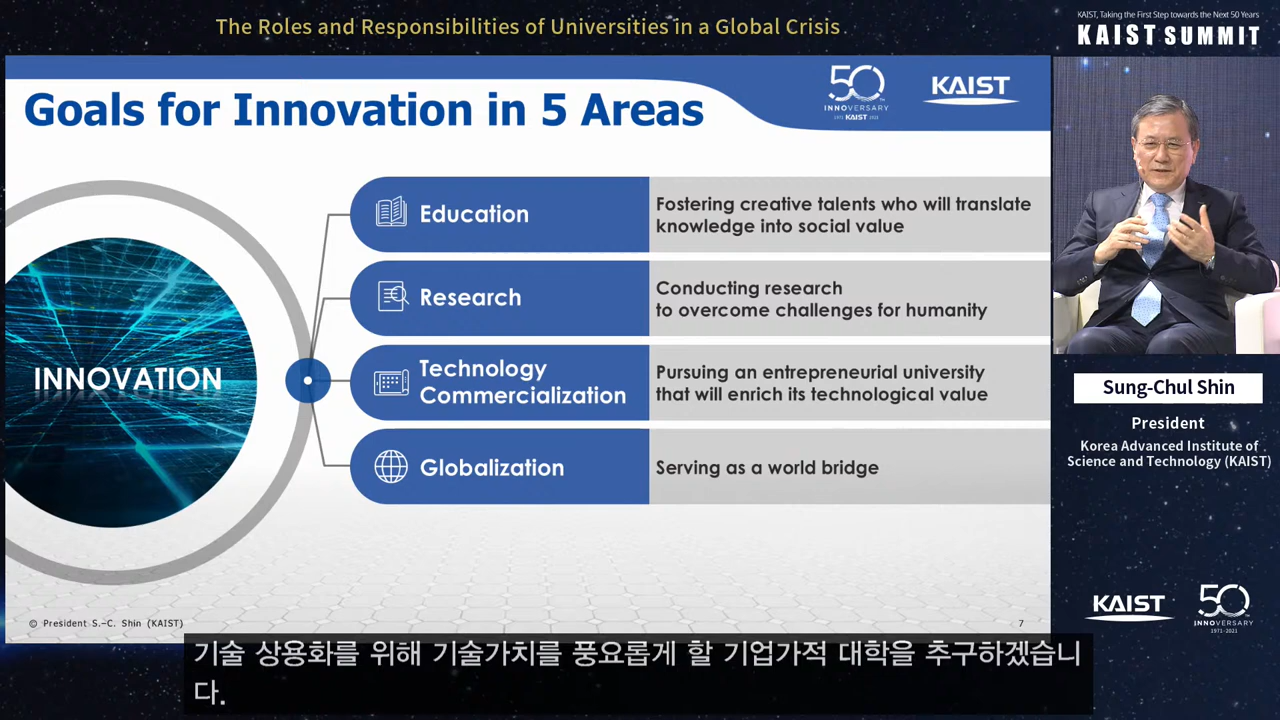 The Roles and Responsibilities of Universities in a Global Crisis
KAIST, Taking the First Step towards the Next 50 Years
KAIST SUMMIT
Goals for Innovation in 5 Areas
50
INNOVERSARY
1971 KAIST 2021
KAIST
INNOVATION
Education
Fostering creative talents who will translate
knowledge into social value
Research
Conducting research
to overcome challenges for humanity
Technology
Commercialization
Pursuing an entrepreneurial university
that will enrich its technological value
Globalization
Serving as a world bridge
© President S.-C. Shin (KAIST)
7
Sung-Chul Shin
President
Korea Advanced Institute of
Science and Technology (KAIST)
KAIST
50
INNOVERSARY
1971-2021
기술 상용화를 위해 기술가치를 풍요롭게 할 기업가적 대학을 추구하겠습니
다.